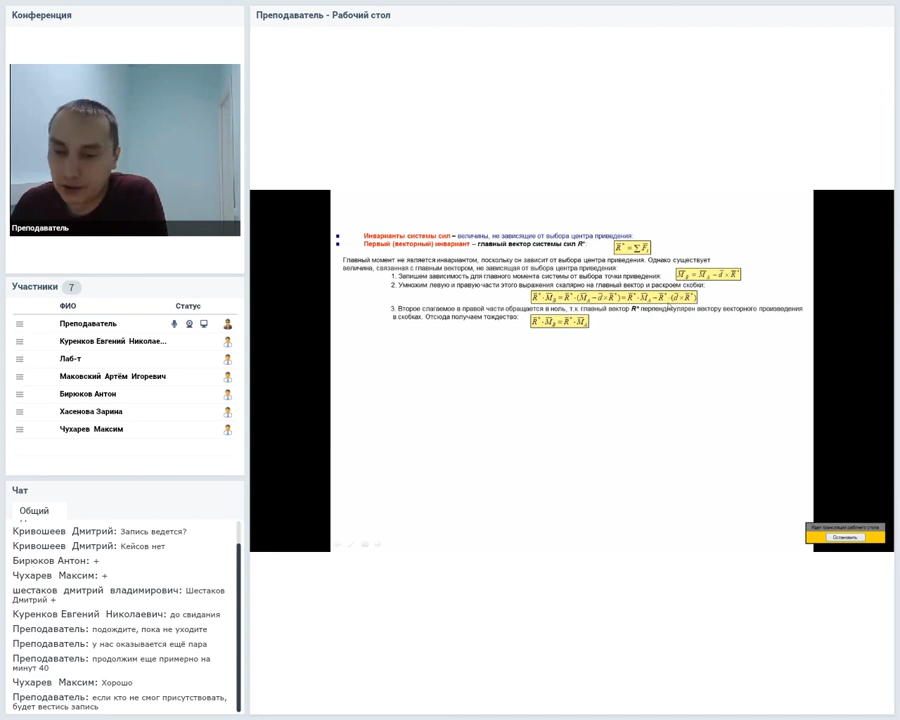 Конференция
Преподаватель
Участники 7
ФИО Статус
Преподаватель
Куренков Евгений Николае...
Лаб-т
Маковский Артём Игоревич
Бирюков Антон
Хасенова Зарина
Чухарев Максим
Чат
Общий
Кривошеев Дмитрий: Запись ведется?
Кривошеев Дмитрий: Кейсов нет
Бирюков Антон: +
Чухарев Максим: +
шестаков дмитрий владимирович: Шестаков
Дмитрий +
Куренков Евгений Николаевич: до свидания
Преподаватель: подождите, пока не уходите
Преподаватель: у нас оказывается ещё пара
Преподаватель: продолжим еще примерно на
минут 40
Чухарев Максим: Хорошо
Преподаватель: если кто не смог присутствовать,
будет вестись запись
Преподаватель - Рабочий стол
Инварианты системы сил – величины, не зависящие от выбора центра приведения:
Первый (векторный) инвариант – главный вектор системы сил R*:
Главный момент не является инвариантом, поскольку он зависит от выбора центра приведения. Однако существует
величина, связанная с главным вектором, не зависящая от выбора центра приведения:
1. Запишем зависимость для главного момента системы от выбора точки приведения:
2. Умножим левую и правую части этого выражения скалярно на главный вектор и раскроем скобки:
3. Второе слагаемое в правой части обращается в ноль, т.к. главный вектор R* перпендикулярен вектору векторного произведения
в скобках. Отсюда получаем тождество:
Идет трансляция рабочего стола
Остановить